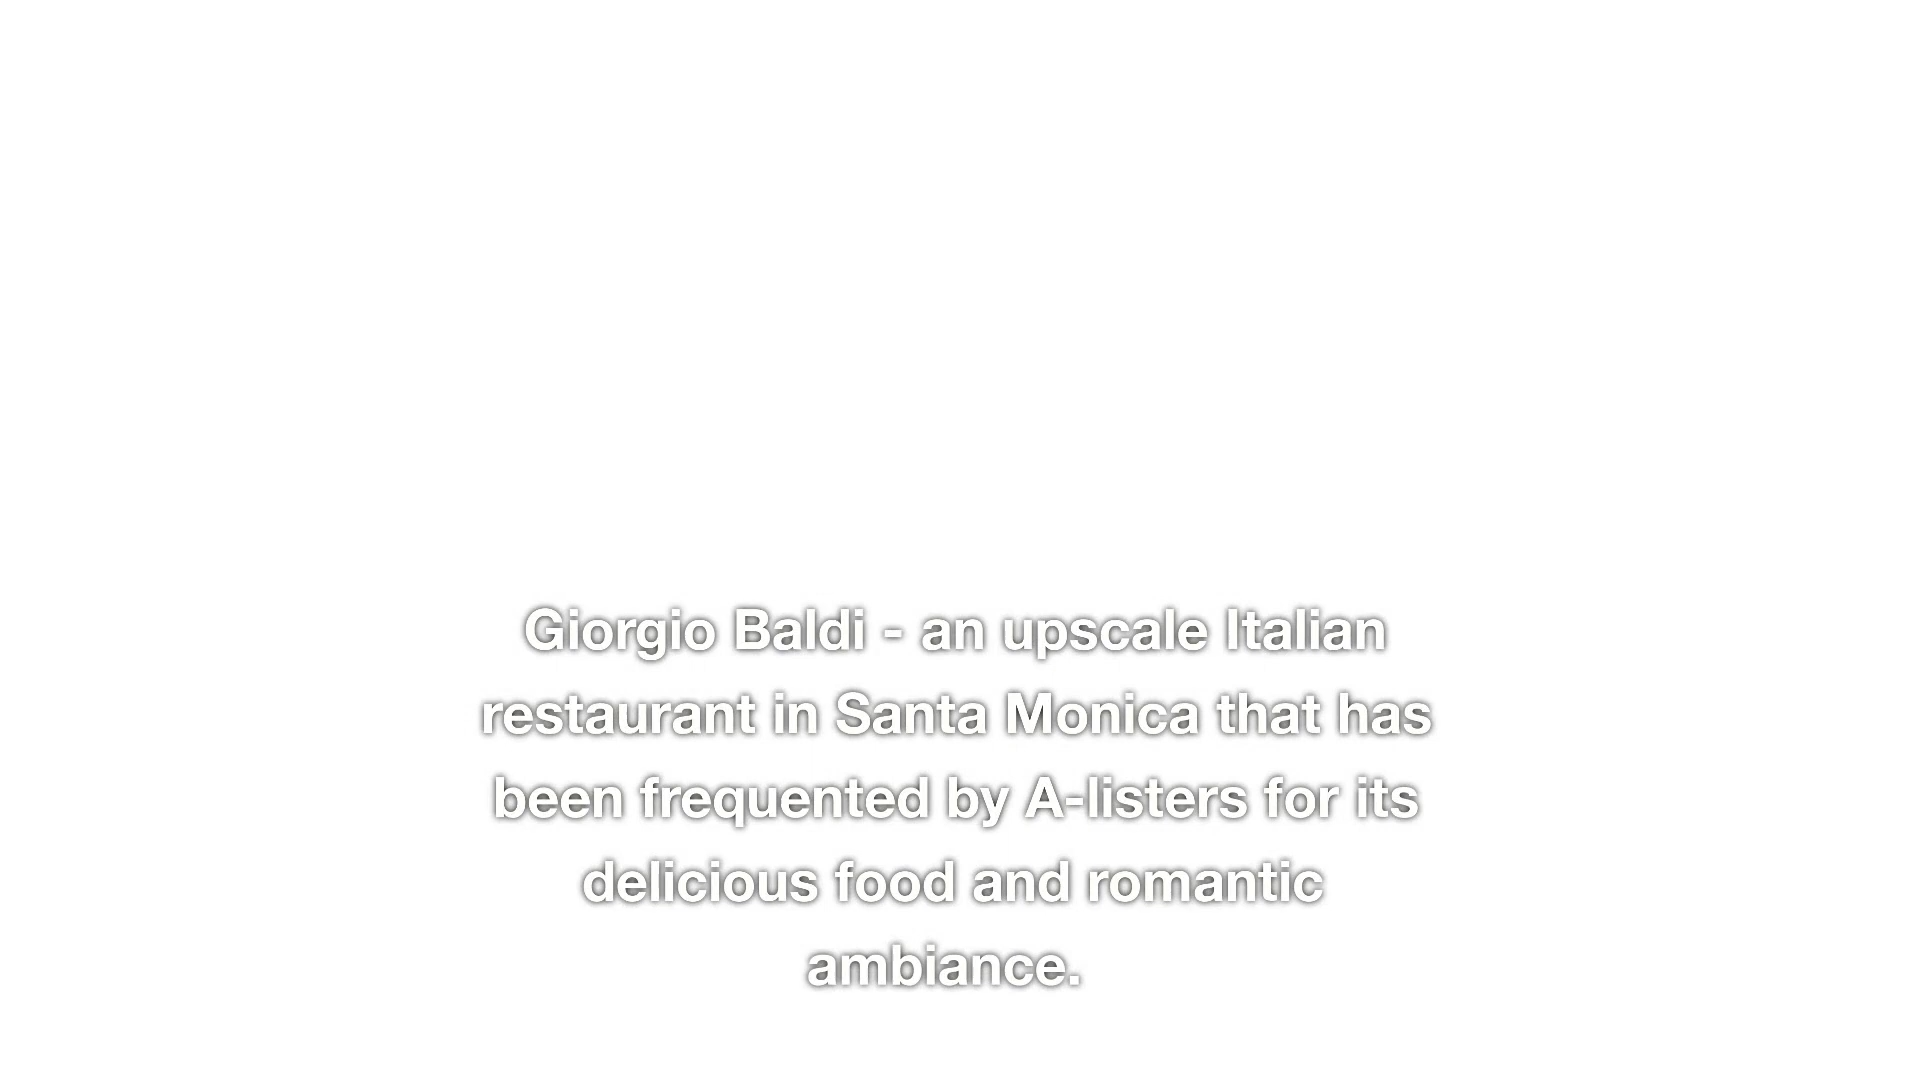 Giorgio Baldi - an upscale Italian
restaurant in Santa Monica that has
been frequented by A-listers for its
delicious food and romantic
ambiance.